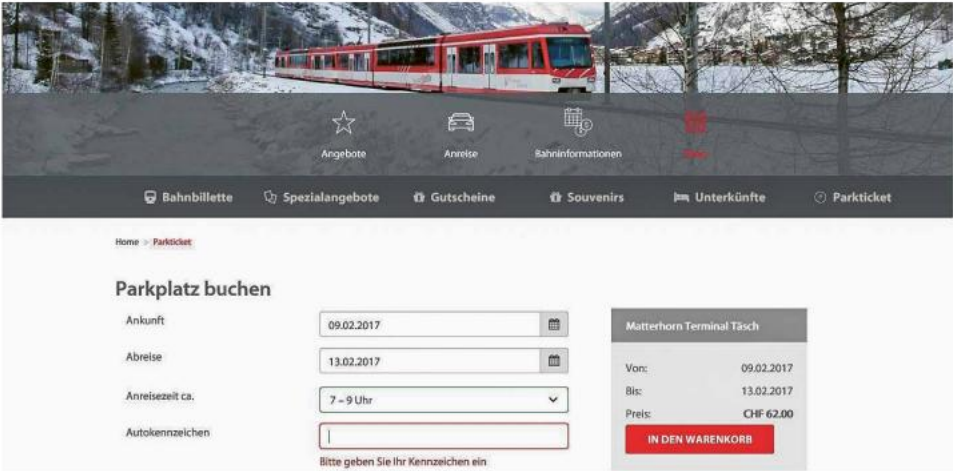 Angebote
Anreise
Bahninformationen
Bahnbillette
Spezialangebote
Gutscheine
Souvenirs
Unterkünfte
Parkticket
Home > Parkticket
Parkplatz buchen
Ankunft
09.02.2017
Abreise
13.02.2017
Anreisezeit ca.
7 – 9 Uhr
Autokennzeichen
Bitte geben Sie Ihr Kennzeichen ein
Matterhorn Terminal Täsch
Von: 09.02.2017
Bis: 13.02.2017
Preis: CHF 62.00
IN DEN WARENKORB